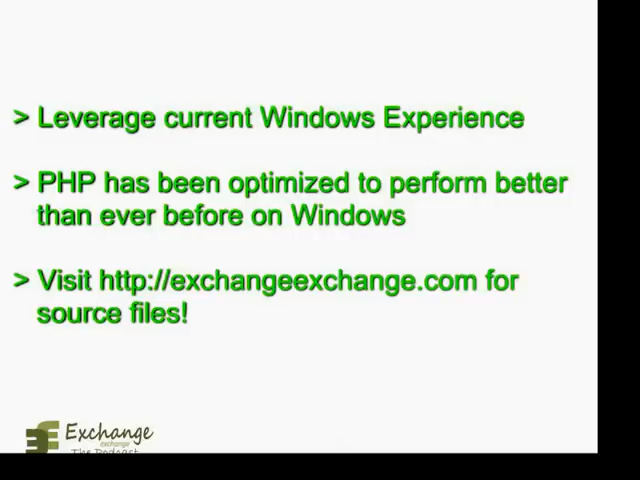 > Leverage current Windows Experience
> PHP has been optimized to perform better
than ever before on Windows
> Visit http://exchangeexchange.com for
source files!
Exchange
exchange
The Podcast